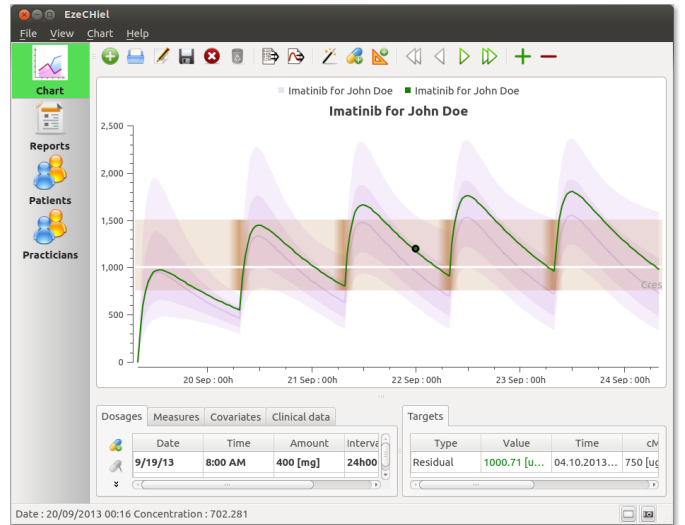 EzeCHiel
File View Chart Help
Chart
Reports
Patients
Practicians
Imatinib for John Doe Imatinib for John Doe
Imatinib for John Doe
2,500
2,000
1,500
1,000
500
0
Cres
20 Sep : 00h 21 Sep : 00h 22 Sep : 00h 23 Sep : 00h 24 Sep : 00h
Dosages Measures Covariates Clinical data
Date Time Amount Interva
9/19/13 8:00 AM 400 [mg] 24h00
Targets
Type Value Time cM
Residual 1000.71 [u... 04.10.2013... 750 [ug
Date : 20/09/2013 00:16 Concentration : 702.281